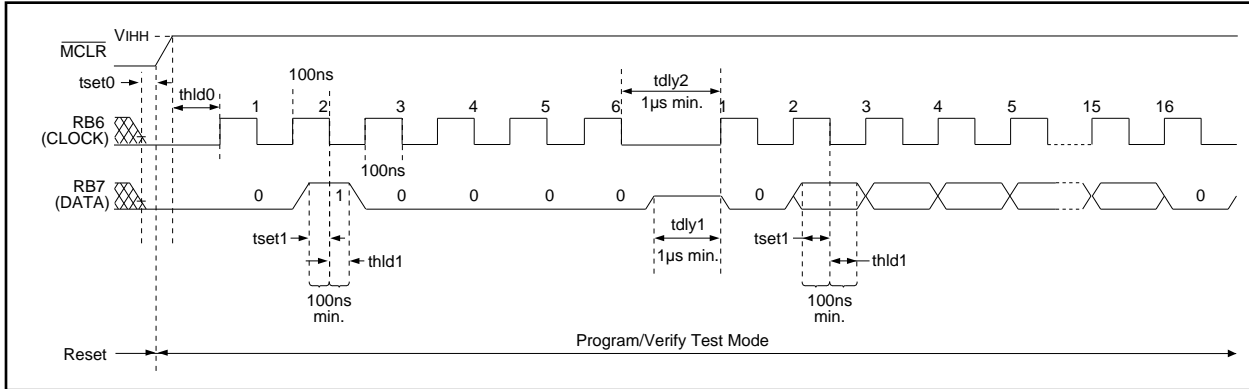 VIHH
MCLR
tset0
thld0
100ns
tdly2
1µs min.
1 2 3 4 5 6 1 2 3 4 5 15 16
RB6
(CLOCK)
100ns
RB7
(DATA)
0 1 0 0 0 0 0 0
tset1
thld1
100ns
min.
tdly1
1µs min.
tset1
thld1
100ns
min.
Reset
Program/Verify Test Mode